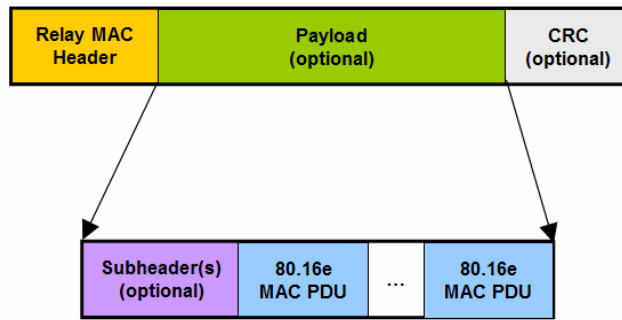 Relay MAC Header
Payload (optional)
CRC (optional)
Subheader(s) (optional)
80.16e MAC PDU
...
80.16e MAC PDU